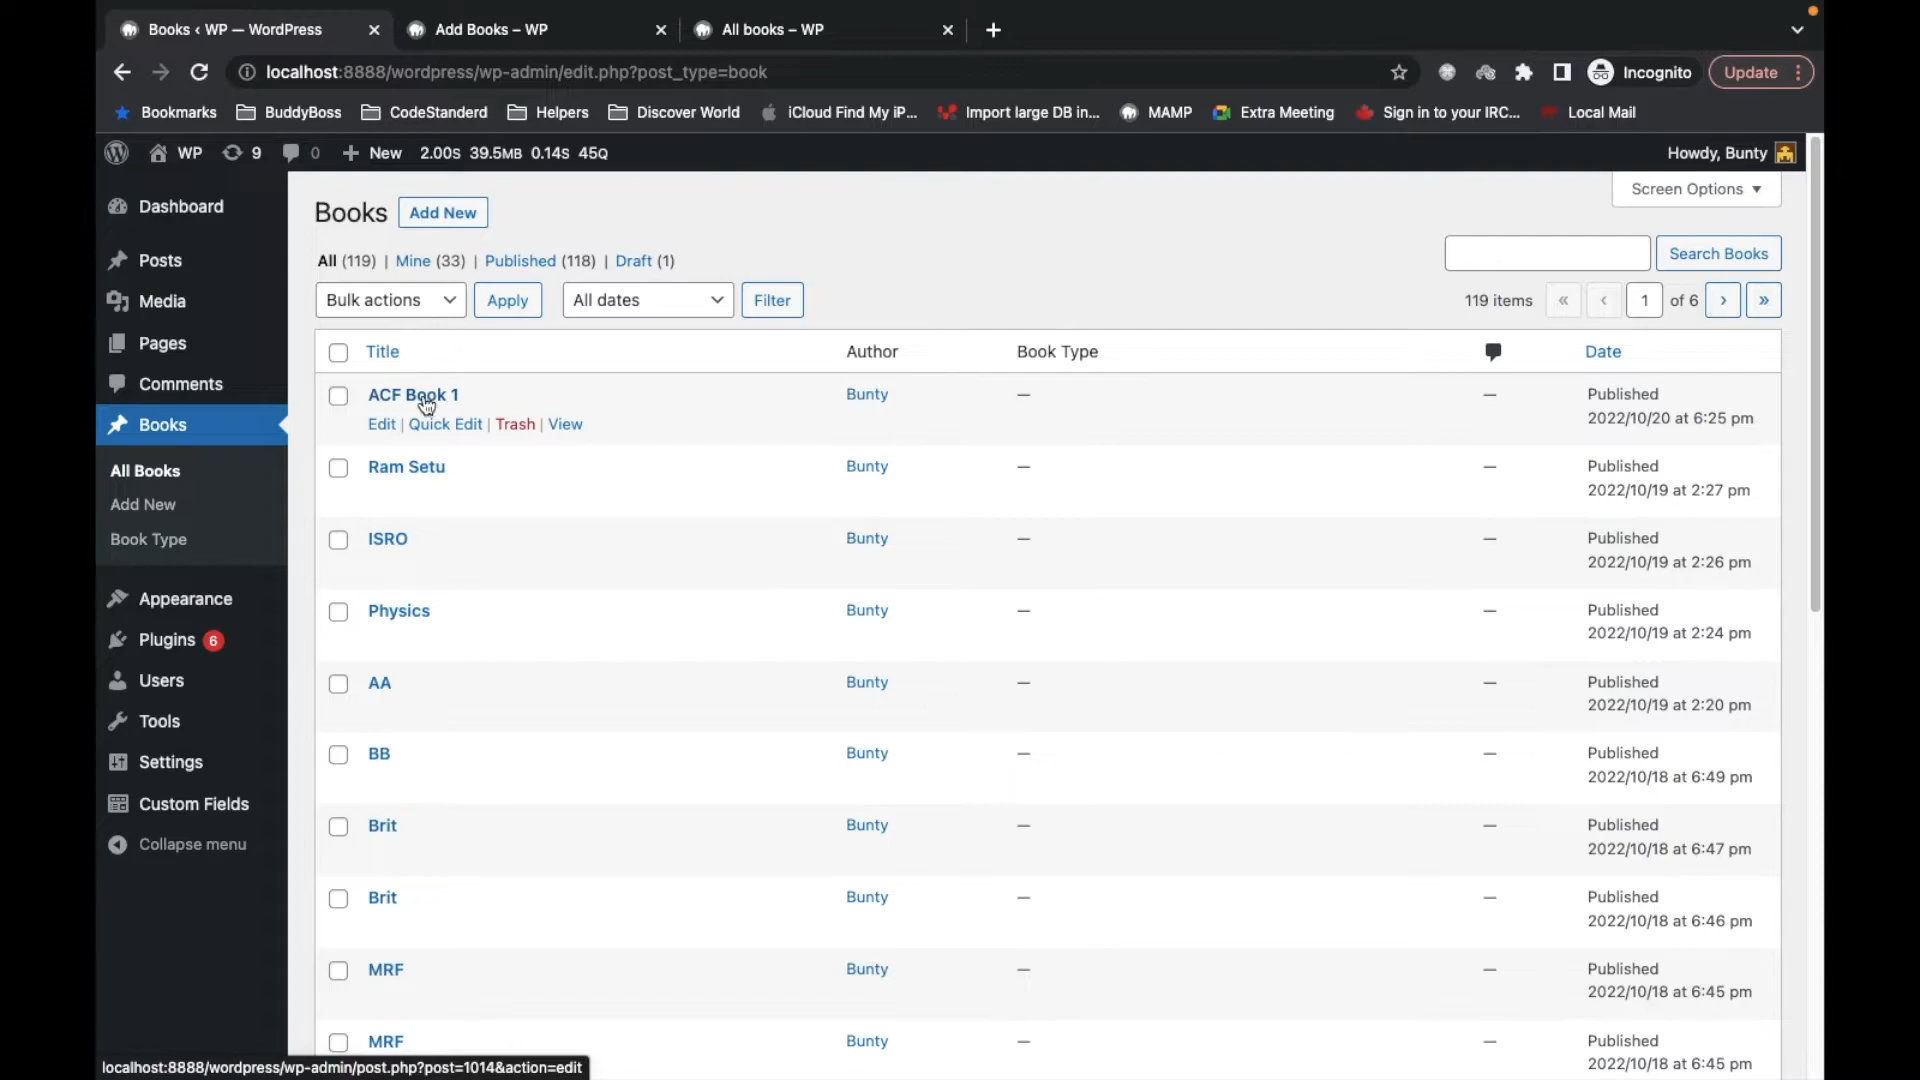 Books ‹ WP — WordPress
Add Books – WP
All books – WP
localhost:8888/wordpress/wp-admin/edit.php?post_type=book
Incognito
Update
Bookmarks
BuddyBoss
CodeStanderd
Helpers
Discover World
iCloud Find My iP...
Import large DB in...
MAMP
Extra Meeting
Sign in to your IRC...
Local Mail
WP
9
0
New
2.00S 39.5MB 0.14S 45Q
Howdy, Bunty
Dashboard
Posts
Media
Pages
Comments
Books
All Books
Add New
Book Type
Appearance
Plugins 6
Users
Tools
Settings
Custom Fields
Collapse menu
Screen Options
Books
Add New
All (119) | Mine (33) | Published (118) | Draft (1)
Search Books
Bulk actions
Apply
All dates
Filter
119 items « ‹ 1 of 6 › »
Title Author Book Type Date
ACF Book 1 Bunty — — Published
Edit | Quick Edit | Trash | View 2022/10/20 at 6:25 pm
Ram Setu Bunty — — Published
2022/10/19 at 2:27 pm
ISRO Bunty — — Published
2022/10/19 at 2:26 pm
Physics Bunty — — Published
2022/10/19 at 2:24 pm
AA Bunty — — Published
2022/10/19 at 2:20 pm
BB Bunty — — Published
2022/10/18 at 6:49 pm
Brit Bunty — — Published
2022/10/18 at 6:47 pm
Brit Bunty — — Published
2022/10/18 at 6:46 pm
MRF Bunty — — Published
2022/10/18 at 6:45 pm
MRF Bunty — — Published
2022/10/18 at 6:45 pm
localhost:8888/wordpress/wp-admin/post.php?post=1014&action=edit